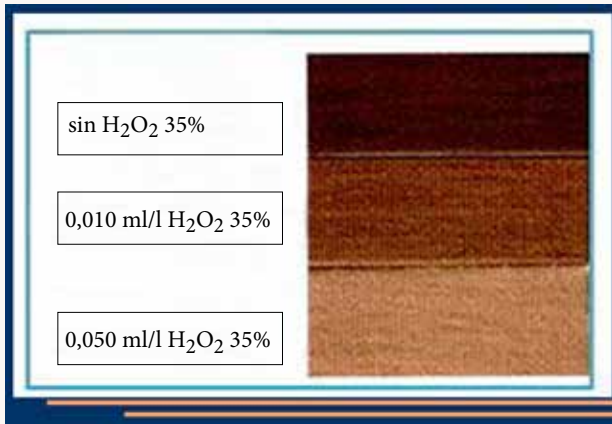 sin H₂O₂ 35%
0,010 ml/l H₂O₂ 35%
0,050 ml/l H₂O₂ 35%